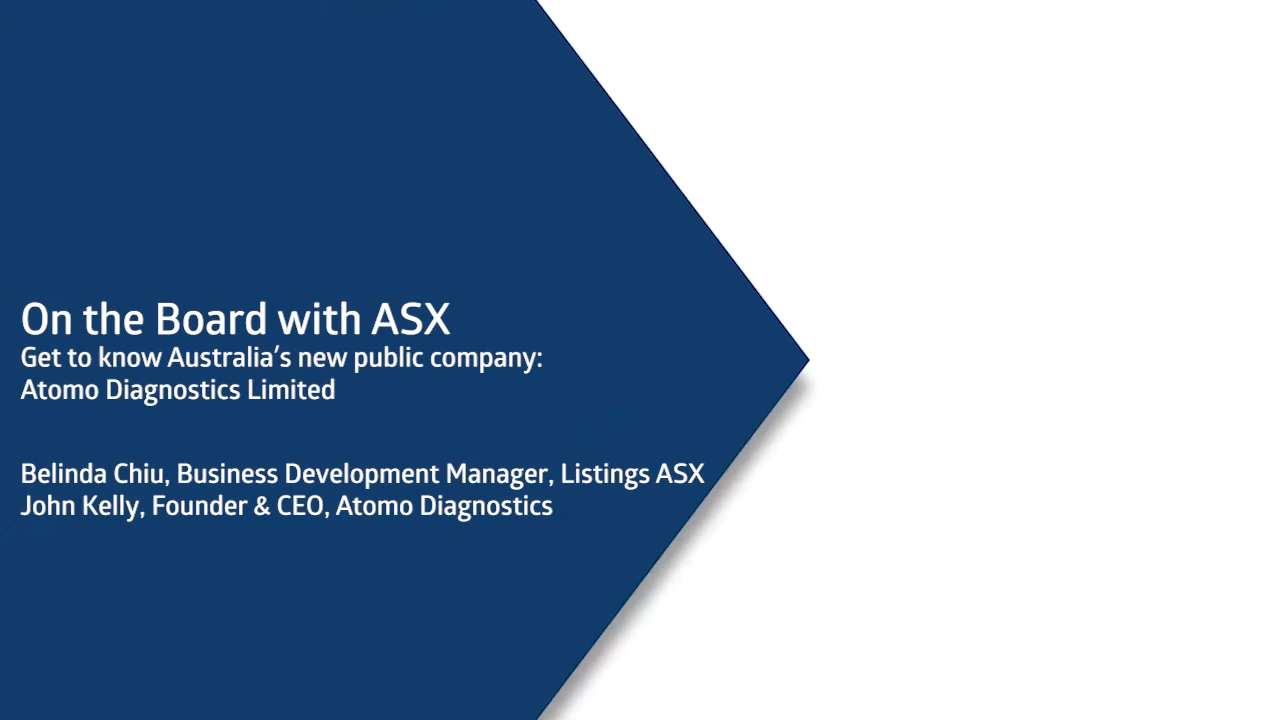 On the Board with ASX
Get to know Australia’s new public company:
Atomo Diagnostics Limited
Belinda Chiu, Business Development Manager, Listings ASX
John Kelly, Founder & CEO, Atomo Diagnostics